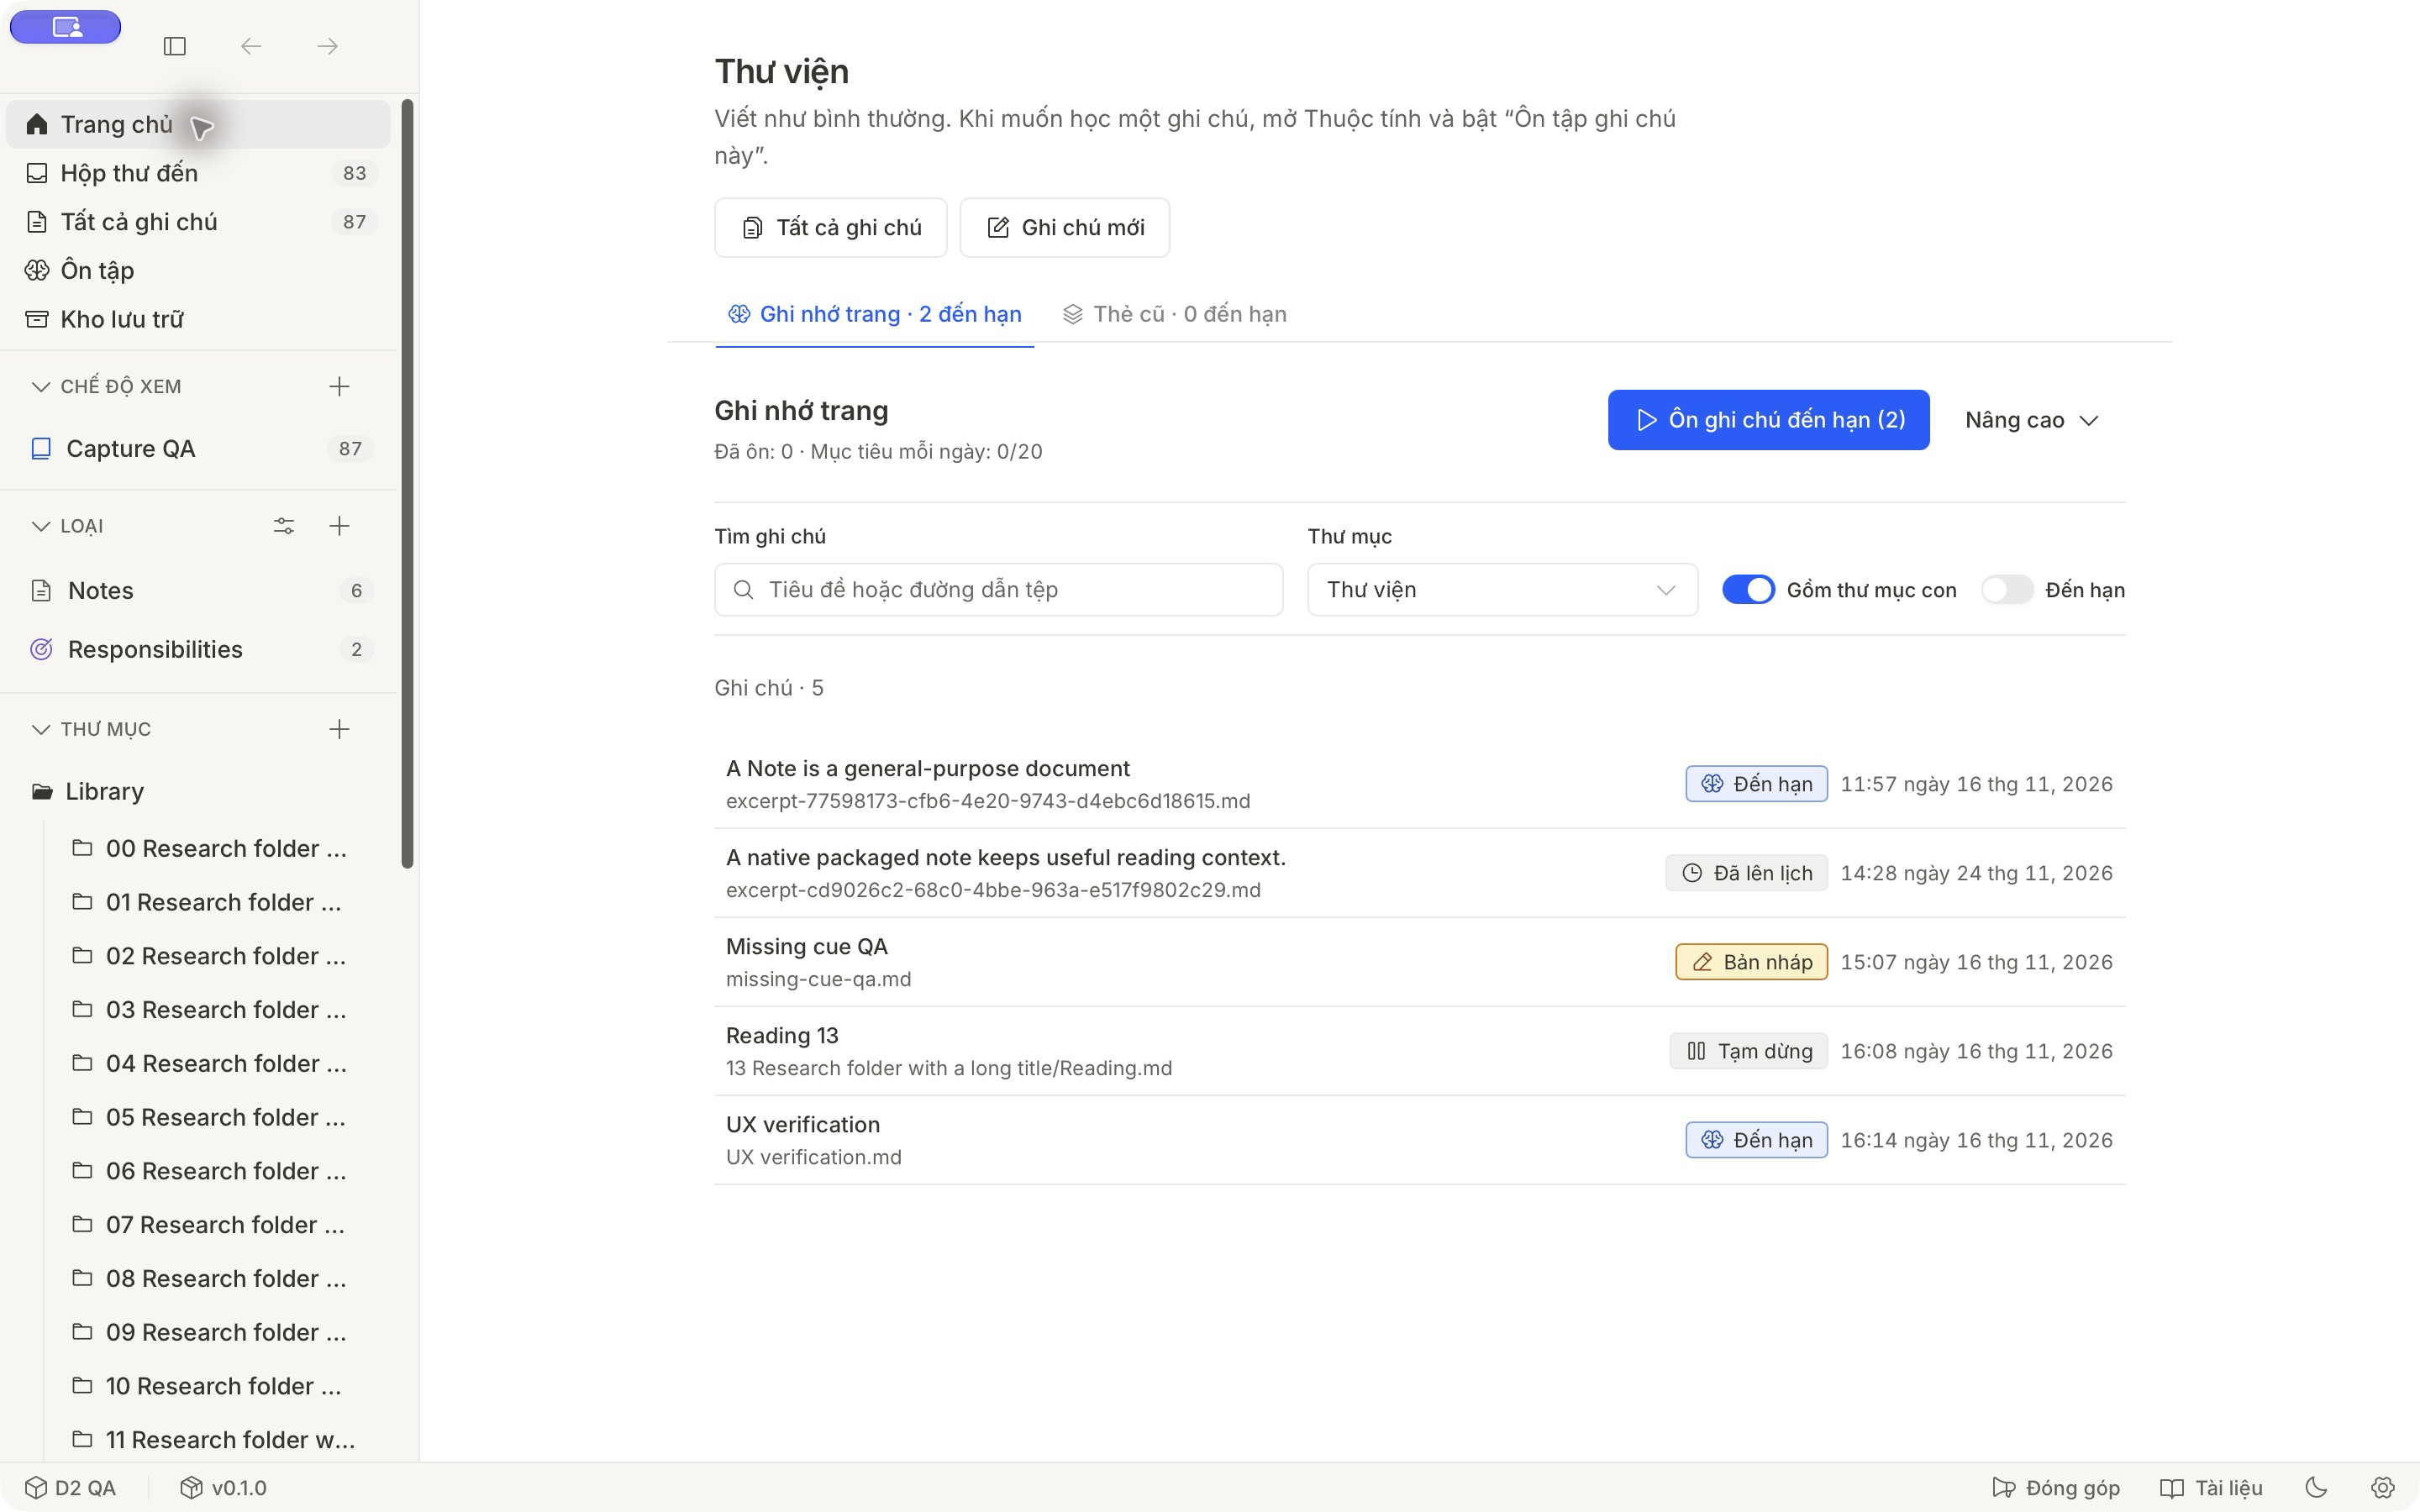 Trang chủ
Hộp thư đến 83
Tất cả ghi chú 87
Ôn tập
Kho lưu trữ
CHẾ ĐỘ XEM
Capture QA 87
LOẠI
Notes 6
Responsibilities 2
THƯ MỤC
Library
00 Research folder ...
01 Research folder ...
02 Research folder ...
03 Research folder ...
04 Research folder ...
05 Research folder ...
06 Research folder ...
07 Research folder ...
08 Research folder ...
09 Research folder ...
10 Research folder ...
11 Research folder w...
Thư viện
Viết như bình thường. Khi muốn học một ghi chú, mở Thuộc tính và bật “Ôn tập ghi chú
này”.
Tất cả ghi chú Ghi chú mới
Ghi nhớ trang · 2 đến hạn Thẻ cũ · 0 đến hạn
Ghi nhớ trang
Đã ôn: 0 · Mục tiêu mỗi ngày: 0/20
Ôn ghi chú đến hạn (2) Nâng cao
Tìm ghi chú Thư mục
Tiêu đề hoặc đường dẫn tệp Thư viện Gồm thư mục con Đến hạn
Ghi chú · 5
A Note is a general-purpose document
excerpt-77598173-cfb6-4e20-9743-d4ebc6d18615.md
Đến hạn 11:57 ngày 16 thg 11, 2026
A native packaged note keeps useful reading context.
excerpt-cd9026c2-68c0-4bbe-963a-e517f9802c29.md
Đã lên lịch 14:28 ngày 24 thg 11, 2026
Missing cue QA
missing-cue-qa.md
Bản nháp 15:07 ngày 16 thg 11, 2026
Reading 13
13 Research folder with a long title/Reading.md
Tạm dừng 16:08 ngày 16 thg 11, 2026
UX verification
UX verification.md
Đến hạn 16:14 ngày 16 thg 11, 2026
D2 QA v0.1.0 Đóng góp Tài liệu